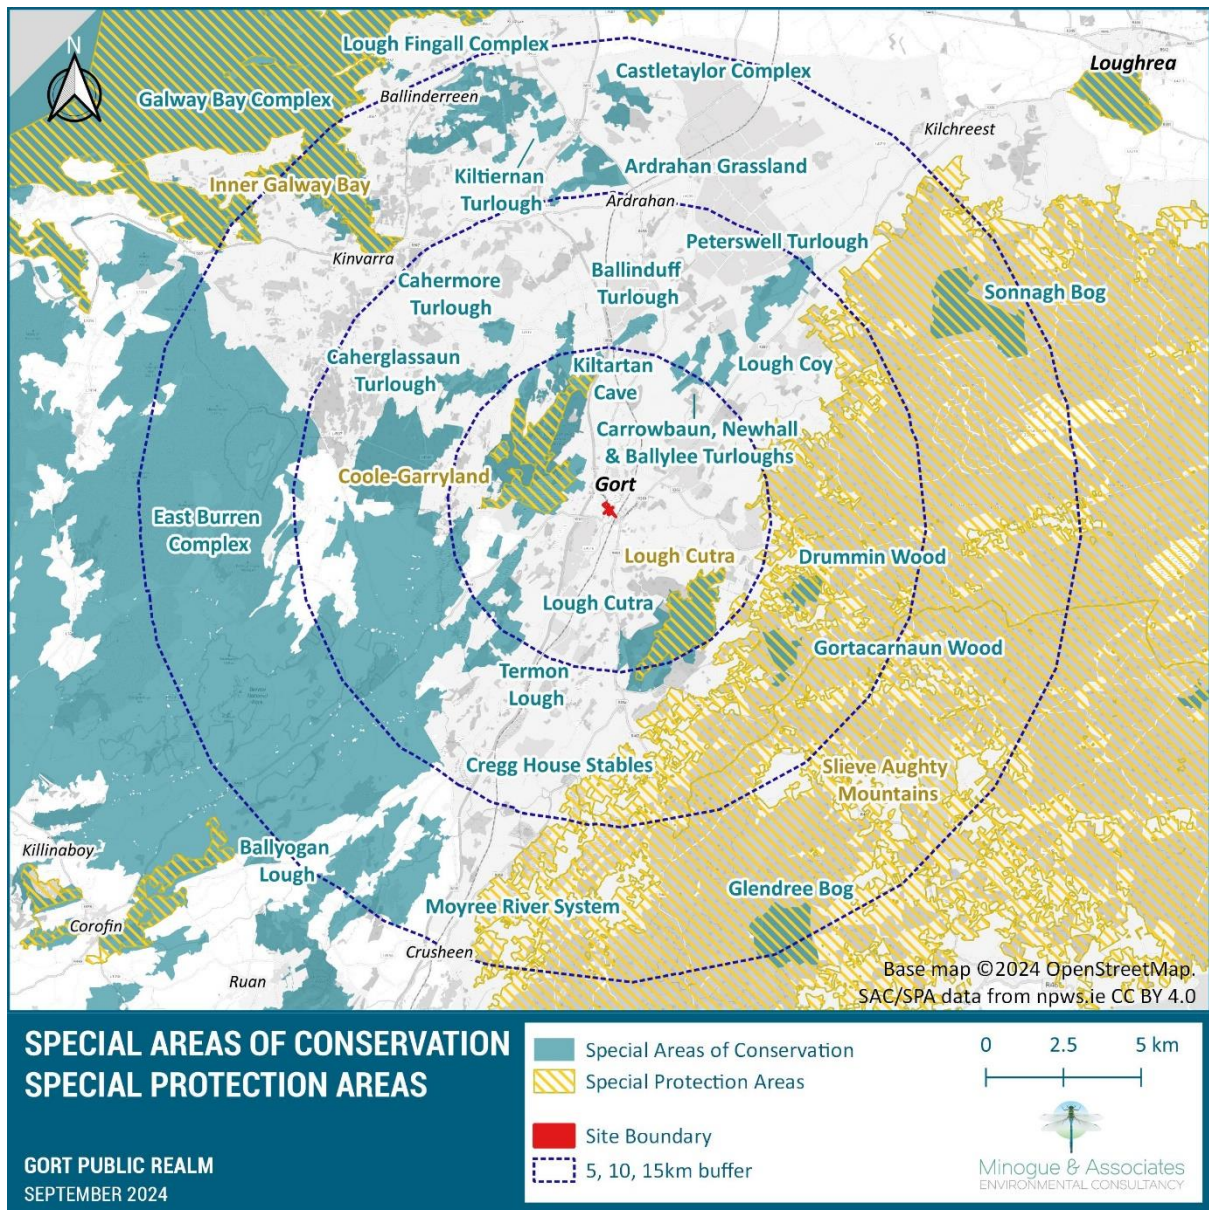 N
Lough Fingall Complex
Castletaylor Complex
Loughrea
Galway Bay Complex
Ballinderreen
Kilchreest
Kiltiernan
Turlough
Ardrahan Grassland
Inner Galway Bay
Ardrahan
Kinvarra
Peterswell Turlough
Cahermore
Turlough
Ballinduff
Turlough
Sonnagh Bog
Caherglassaun
Turlough
Kiltartan
Cave
Lough Coy
Carrowbaun, Newhall
& Ballylee Turloughs
Coole-Garryland
Gort
East Burren
Complex
Lough Cutra
Drummin Wood
Lough Cutra
Gortacarnaun Wood
Termon
Lough
Cregg House Stables
Slieve Aughty
Mountains
Killinaboy
Ballyogan
Lough
Glendree Bog
Moyree River System
Corofin
Crusheen
Ruan
Base map ©2024 OpenStreetMap.
SAC/SPA data from npws.ie CC BY 4.0
SPECIAL AREAS OF CONSERVATION
SPECIAL PROTECTION AREAS
GORT PUBLIC REALM
SEPTEMBER 2024
Special Areas of Conservation
Special Protection Areas
Site Boundary
5, 10, 15km buffer
0 2.5 5 km
Minogue & Associates
ENVIRONMENTAL CONSULTANCY